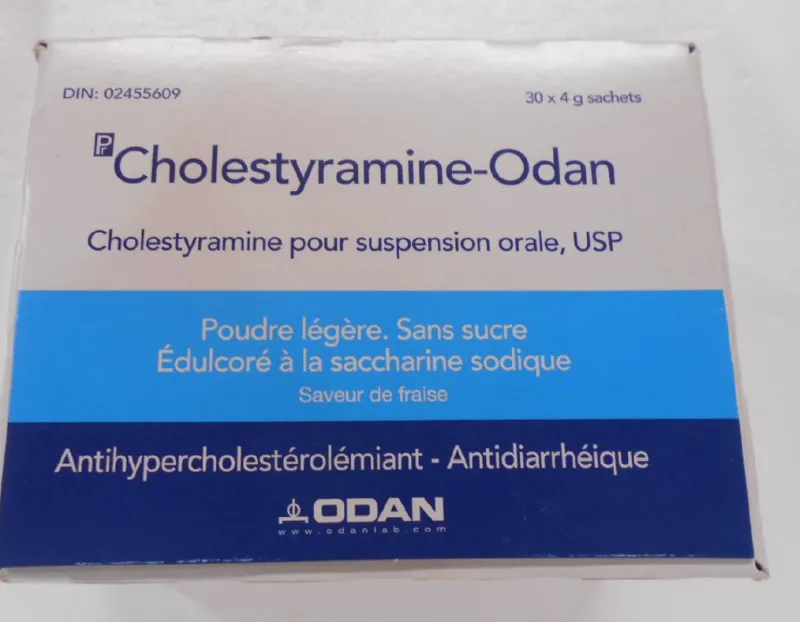 DIN: 02455609
30 x 4 g sachets
Pr Cholestyramine-Odan
Cholestyramine pour suspension orale, USP
Poudre légère. Sans sucre
Édulcoré à la saccharine sodique
Saveur de fraise
Antihypercholestérolémiant - Antidiarrhéique
ODAN
www.odanlab.com